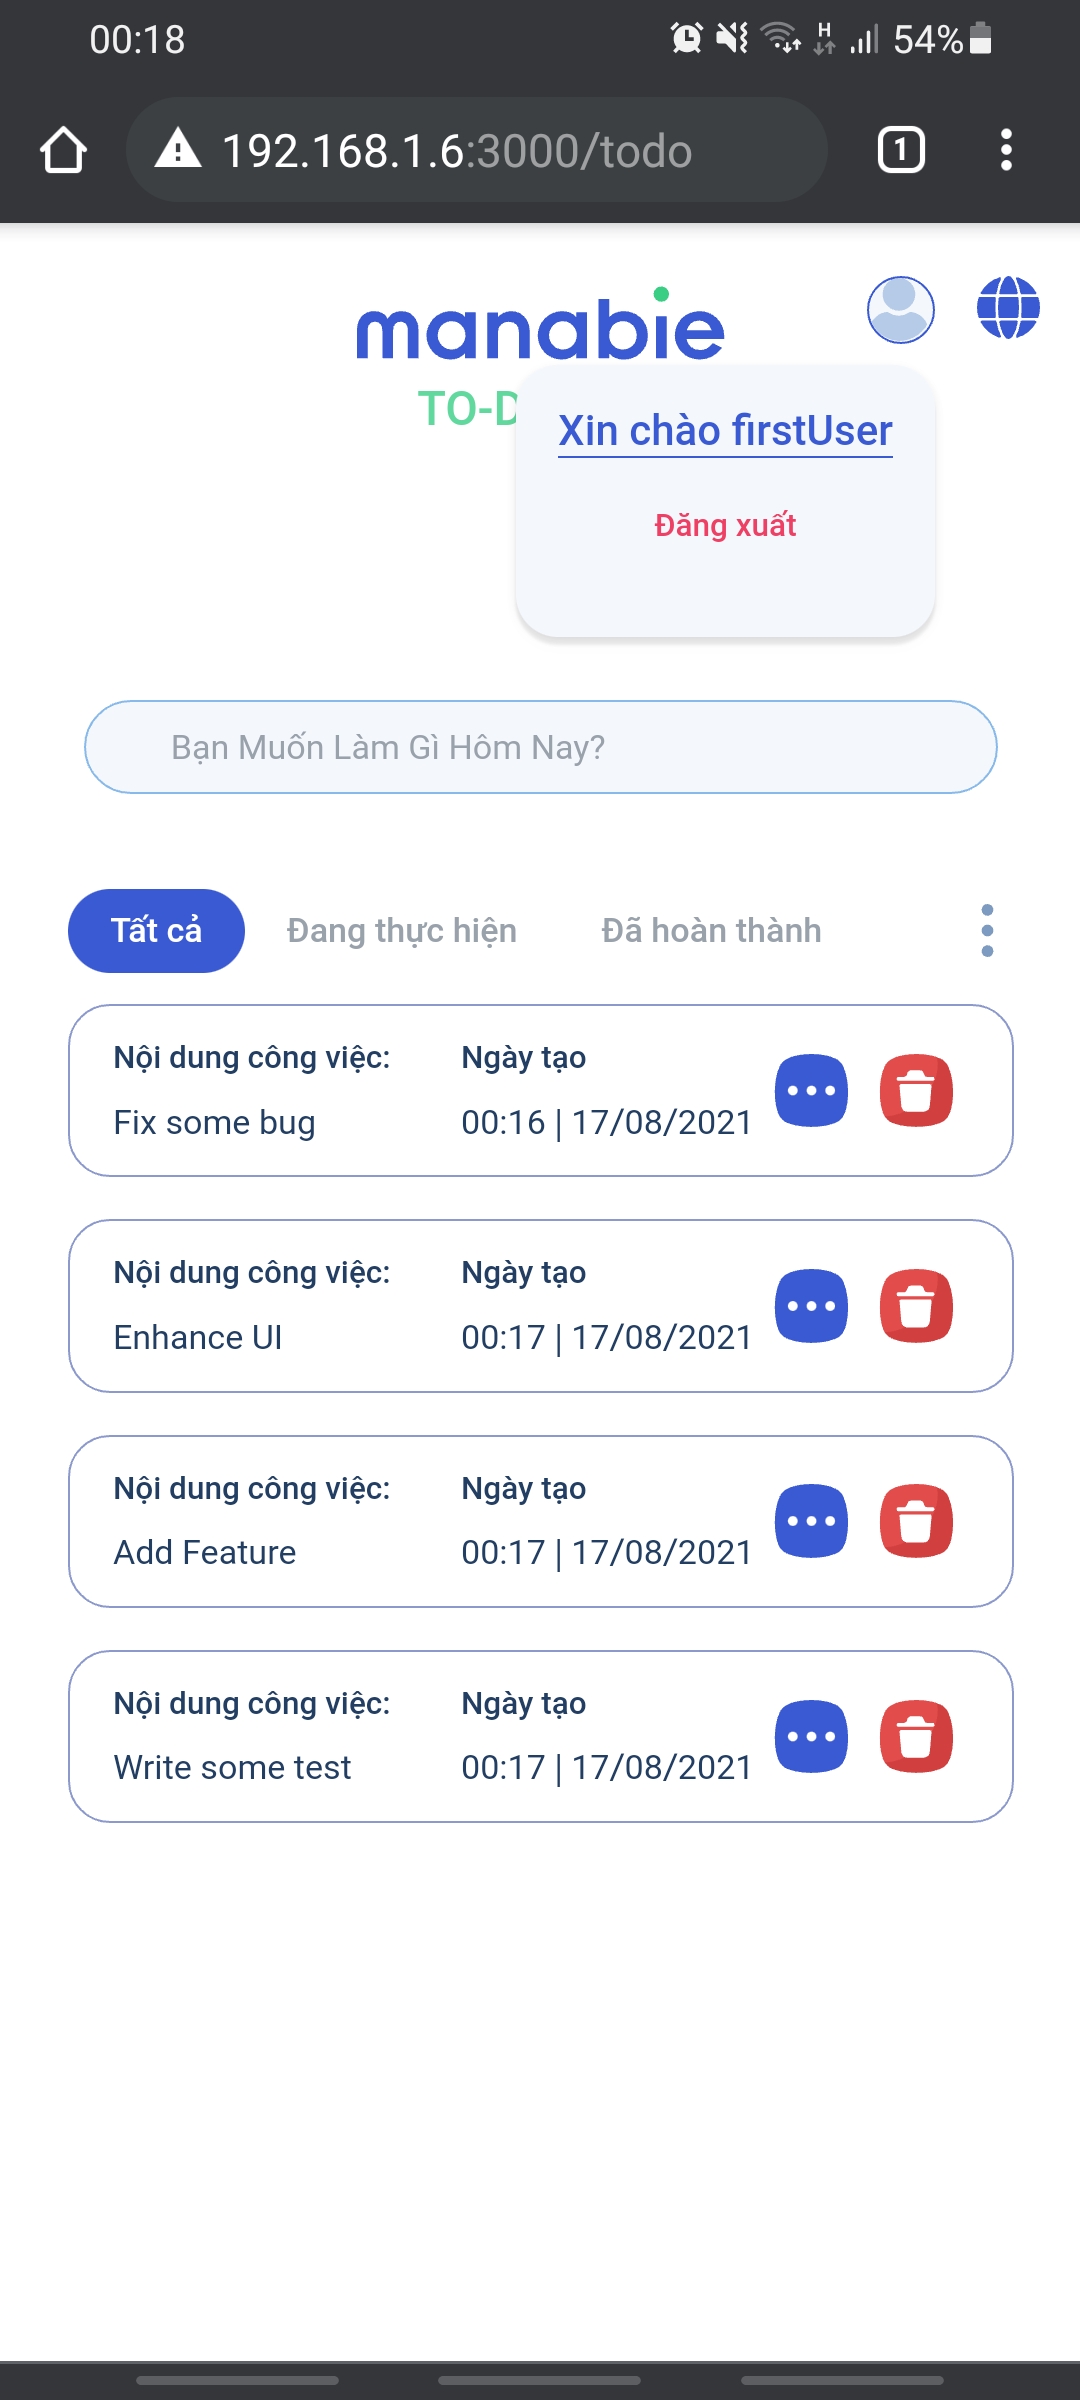 00:18
H
54%
192.168.1.6:3000/todo
1
manabie
TO-D
Xin chào firstUser
Đăng xuất
Bạn Muốn Làm Gì Hôm Nay?
Tất cả Đang thực hiện Đã hoàn thành
Nội dung công việc: Ngày tạo
Fix some bug 00:16 | 17/08/2021
Nội dung công việc: Ngày tạo
Enhance UI 00:17 | 17/08/2021
Nội dung công việc: Ngày tạo
Add Feature 00:17 | 17/08/2021
Nội dung công việc: Ngày tạo
Write some test 00:17 | 17/08/2021